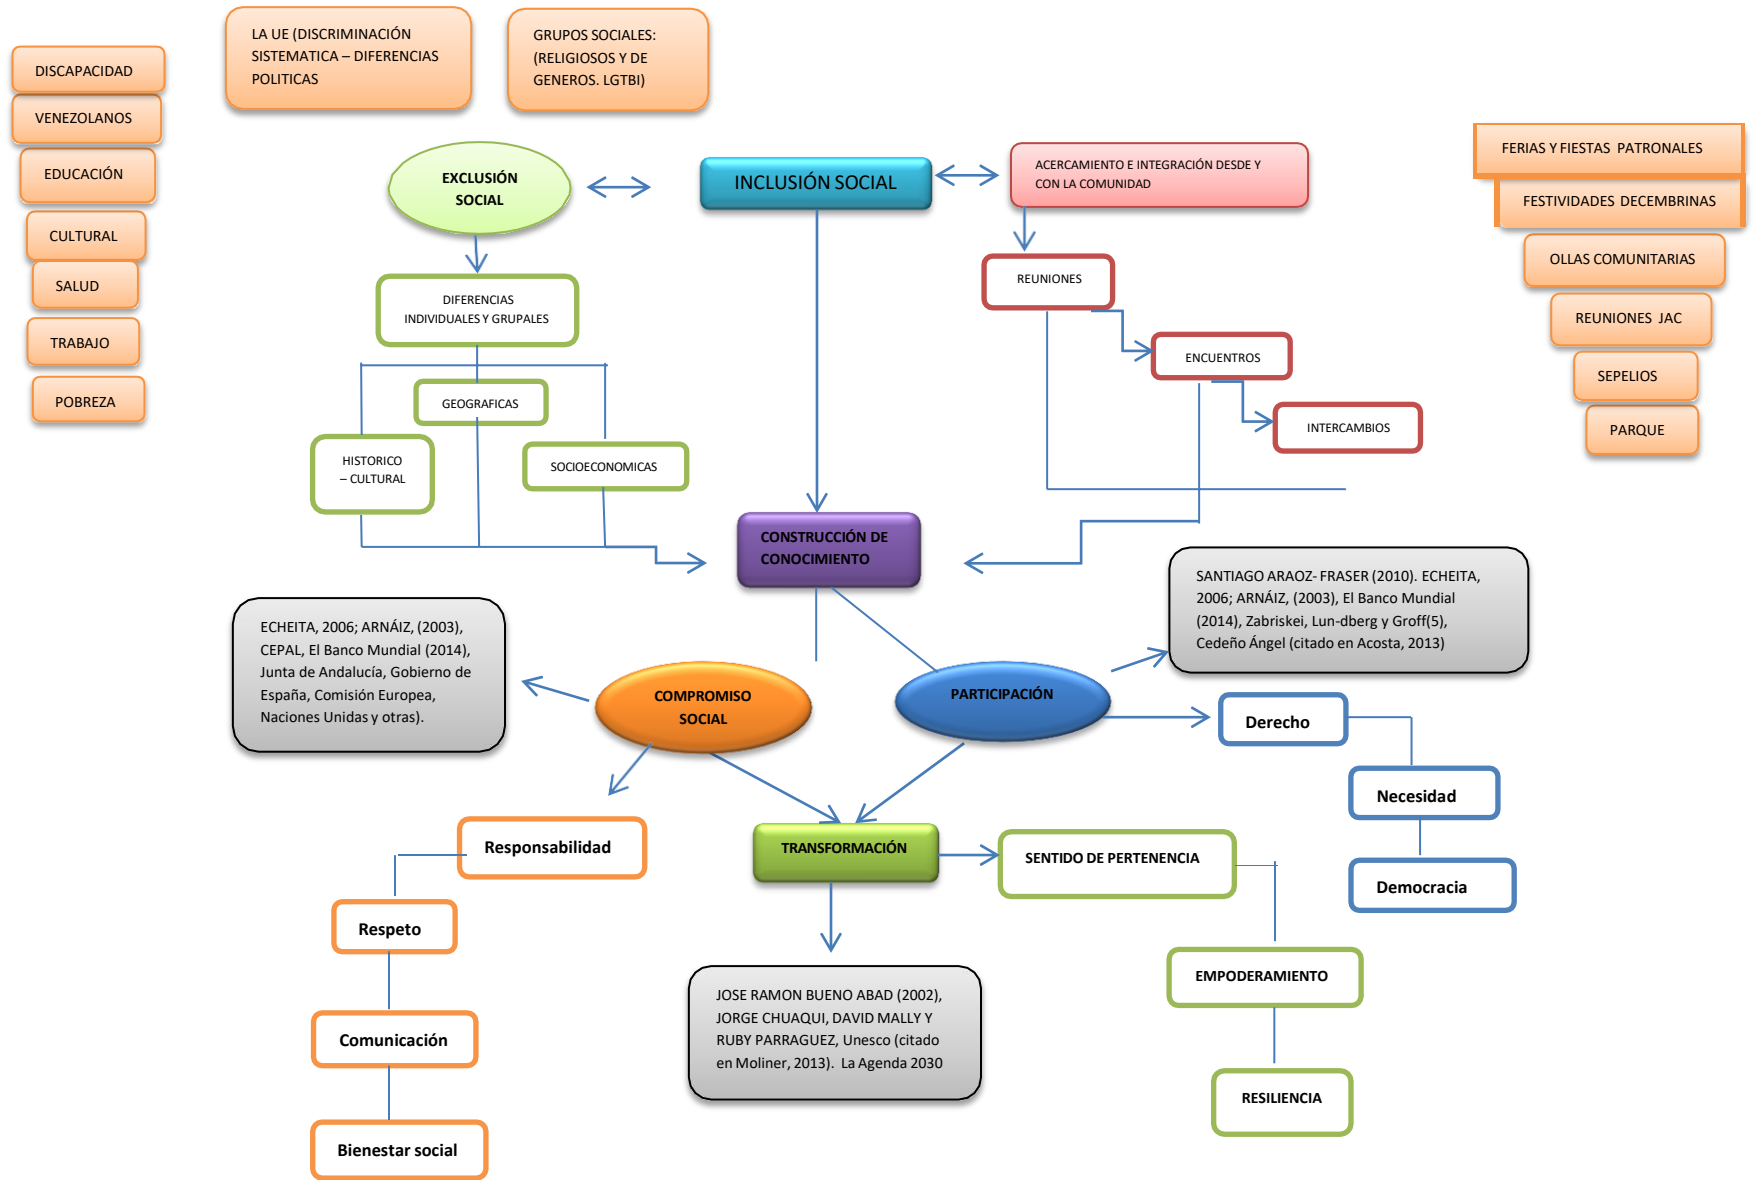 LA UE (DISCRIMINACIÓN
SISTEMATICA – DIFERENCIAS
POLITICAS
GRUPOS SOCIALES:
(RELIGIOSOS Y DE
GENEROS. LGTBI)
DISCAPACIDAD
VENEZOLANOS
EDUCACIÓN
CULTURAL
SALUD
TRABAJO
POBREZA
EXCLUSIÓN
SOCIAL
INCLUSIÓN SOCIAL
ACERCAMIENTO E INTEGRACIÓN DESDE Y
CON LA COMUNIDAD
FERIAS Y FIESTAS PATRONALES
FESTIVIDADES DECEMBRINAS
OLLAS COMUNITARIAS
REUNIONES JAC
SEPELIOS
PARQUE
DIFERENCIAS
INDIVIDUALES Y GRUPALES
GEOGRAFICAS
HISTORICO
– CULTURAL
SOCIOECONOMICAS
REUNIONES
ENCUENTROS
INTERCAMBIOS
CONSTRUCCIÓN DE
CONOCIMIENTO
SANTIAGO ARAOZ- FRASER (2010). ECHEITA,
2006; ARNÁIZ, (2003), El Banco Mundial
(2014), Zabriskei, Lun-dberg y Groff(5),
Cedeño Ángel (citado en Acosta, 2013)
ECHEITA, 2006; ARNÁIZ, (2003),
CEPAL, El Banco Mundial (2014),
Junta de Andalucía, Gobierno de
España, Comisión Europea,
Naciones Unidas y otras).
COMPROMISO
SOCIAL
PARTICIPACIÓN
Derecho
Necesidad
Democracia
Responsabilidad
Respeto
Comunicación
Bienestar social
TRANSFORMACIÓN
SENTIDO DE PERTENENCIA
EMPODERAMIENTO
RESILIENCIA
JOSE RAMON BUENO ABAD (2002),
JORGE CHUAQUI, DAVID MALLY Y
RUBY PARRAGUEZ, Unesco (citado
en Moliner, 2013). La Agenda 2030